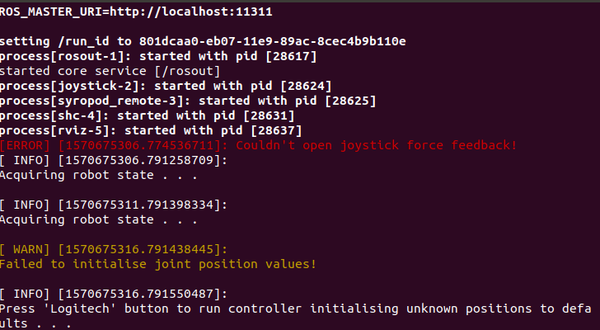 ROS_MASTER_URI=http://localhost:11311
setting /run_id to 801dcaa0-eb07-11e9-89ac-8cec4b9b110e
process[rosout-1]: started with pid [28617]
started core service [/rosout]
process[joystick-2]: started with pid [28624]
process[syropod_remote-3]: started with pid [28625]
process[shc-4]: started with pid [28631]
process[rviz-5]: started with pid [28637]
[ERROR] [1570675306.774536711]: Couldn't open joystick force feedback!
[ INFO] [1570675306.791258709]:
Acquiring robot state . . .
[ INFO] [1570675311.791398334]:
Acquiring robot state . . .
[ WARN] [1570675316.791438445]:
Failed to initialise joint position values!
[ INFO] [1570675316.791550487]:
Press 'Logitech' button to run controller initialising unknown positions to defa
ults . . .